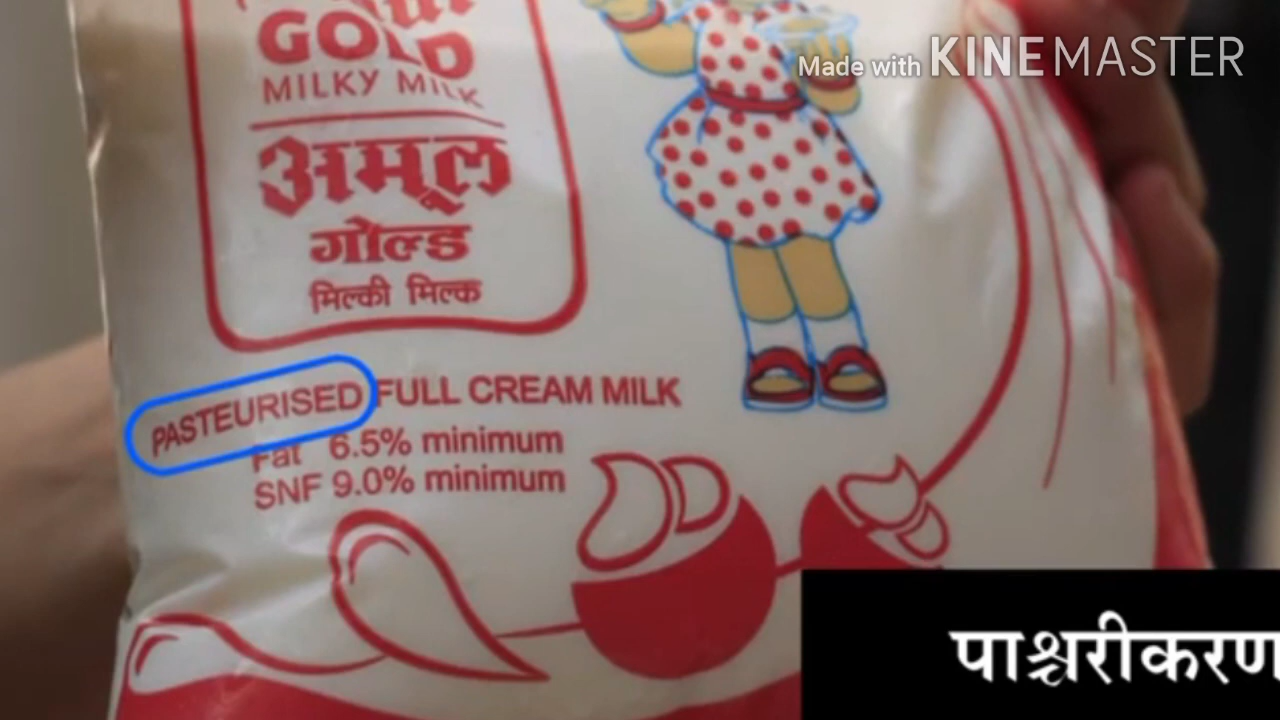 Made with KINEMASTER
GOLD
MILKY MILK
अमूल
गोल्ड
मिल्की मिल्क
PASTEURISED FULL CREAM MILK
Fat 6.5% minimum
SNF 9.0% minimum
पाश्चरीकरण